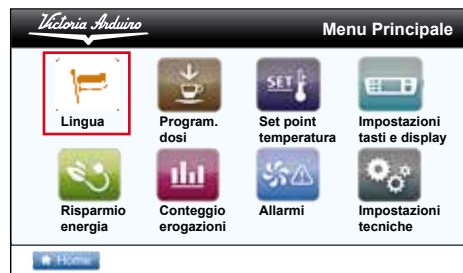 Victoria Arduino
Menu Principale
SET
Lingua
Program.
dosi
Set point
temperatura
Impostazioni
tasti e display
Risparmio
energia
Conteggio
erogazioni
Allarmi
Impostazioni
tecniche
Home